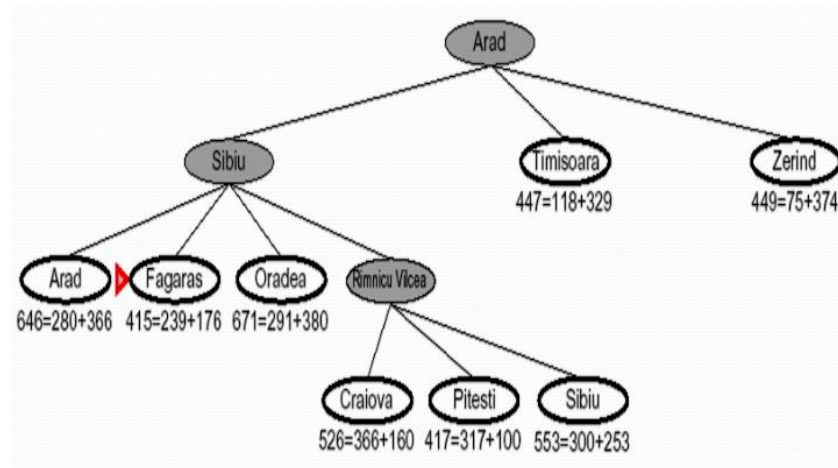 Arad
Sibiu
Timisoara
Zerind
447=118+329
449=75+374
Arad
Fagaras
Oradea
Rimnicu Vilcea
646=280+366
415=239+176
671=291+380
Craiova
Pitesti
Sibiu
526=366+160
417=317+100
553=300+253